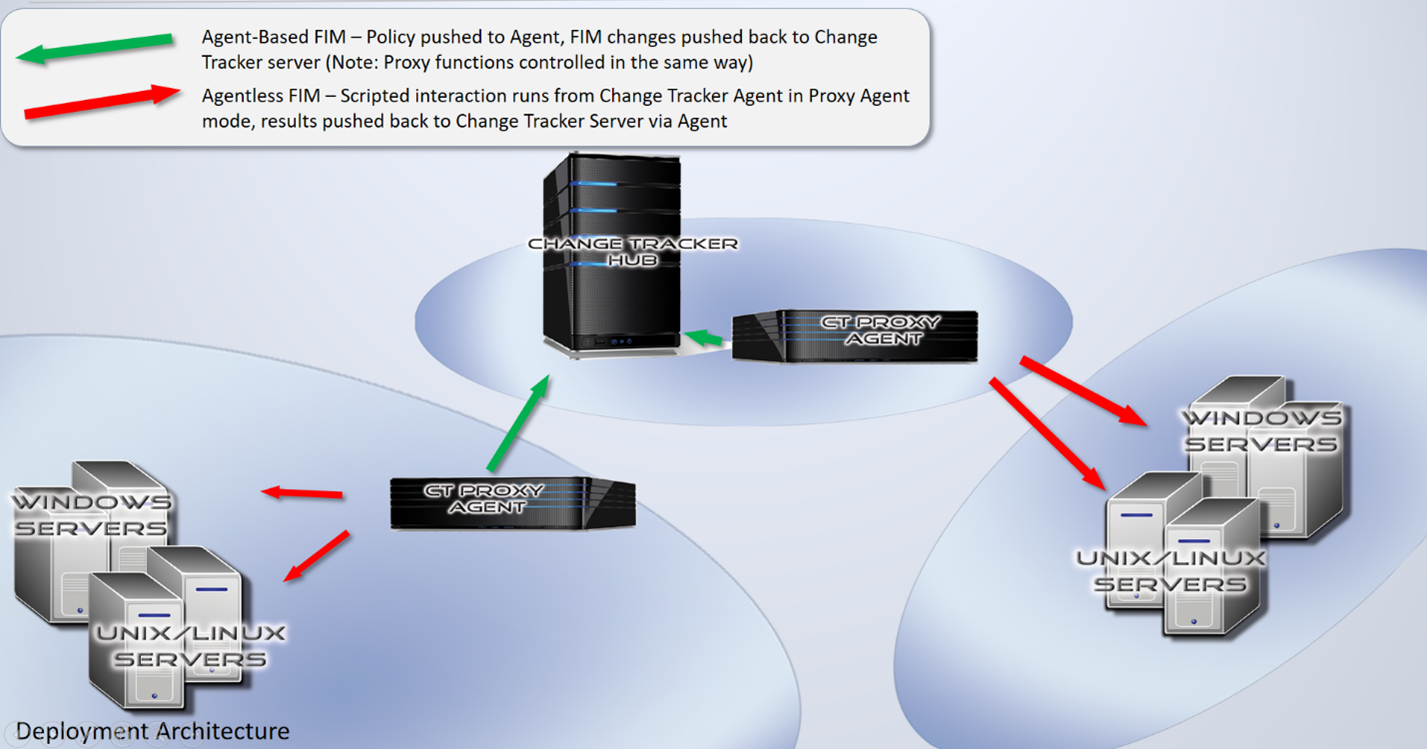 Agent-Based FIM – Policy pushed to Agent, FIM changes pushed back to Change
Tracker server (Note: Proxy functions controlled in the same way)
Agentless FIM – Scripted interaction runs from Change Tracker Agent in Proxy Agent
mode, results pushed back to Change Tracker Server via Agent
CHANGE TRACKER
HUB
CT PROXY
AGENT
WINDOWS
SERVERS
UNIX/LINUX
SERVERS
CT PROXY
AGENT
WINDOWS
SERVERS
UNIX/LINUX
SERVERS
Deployment Architecture